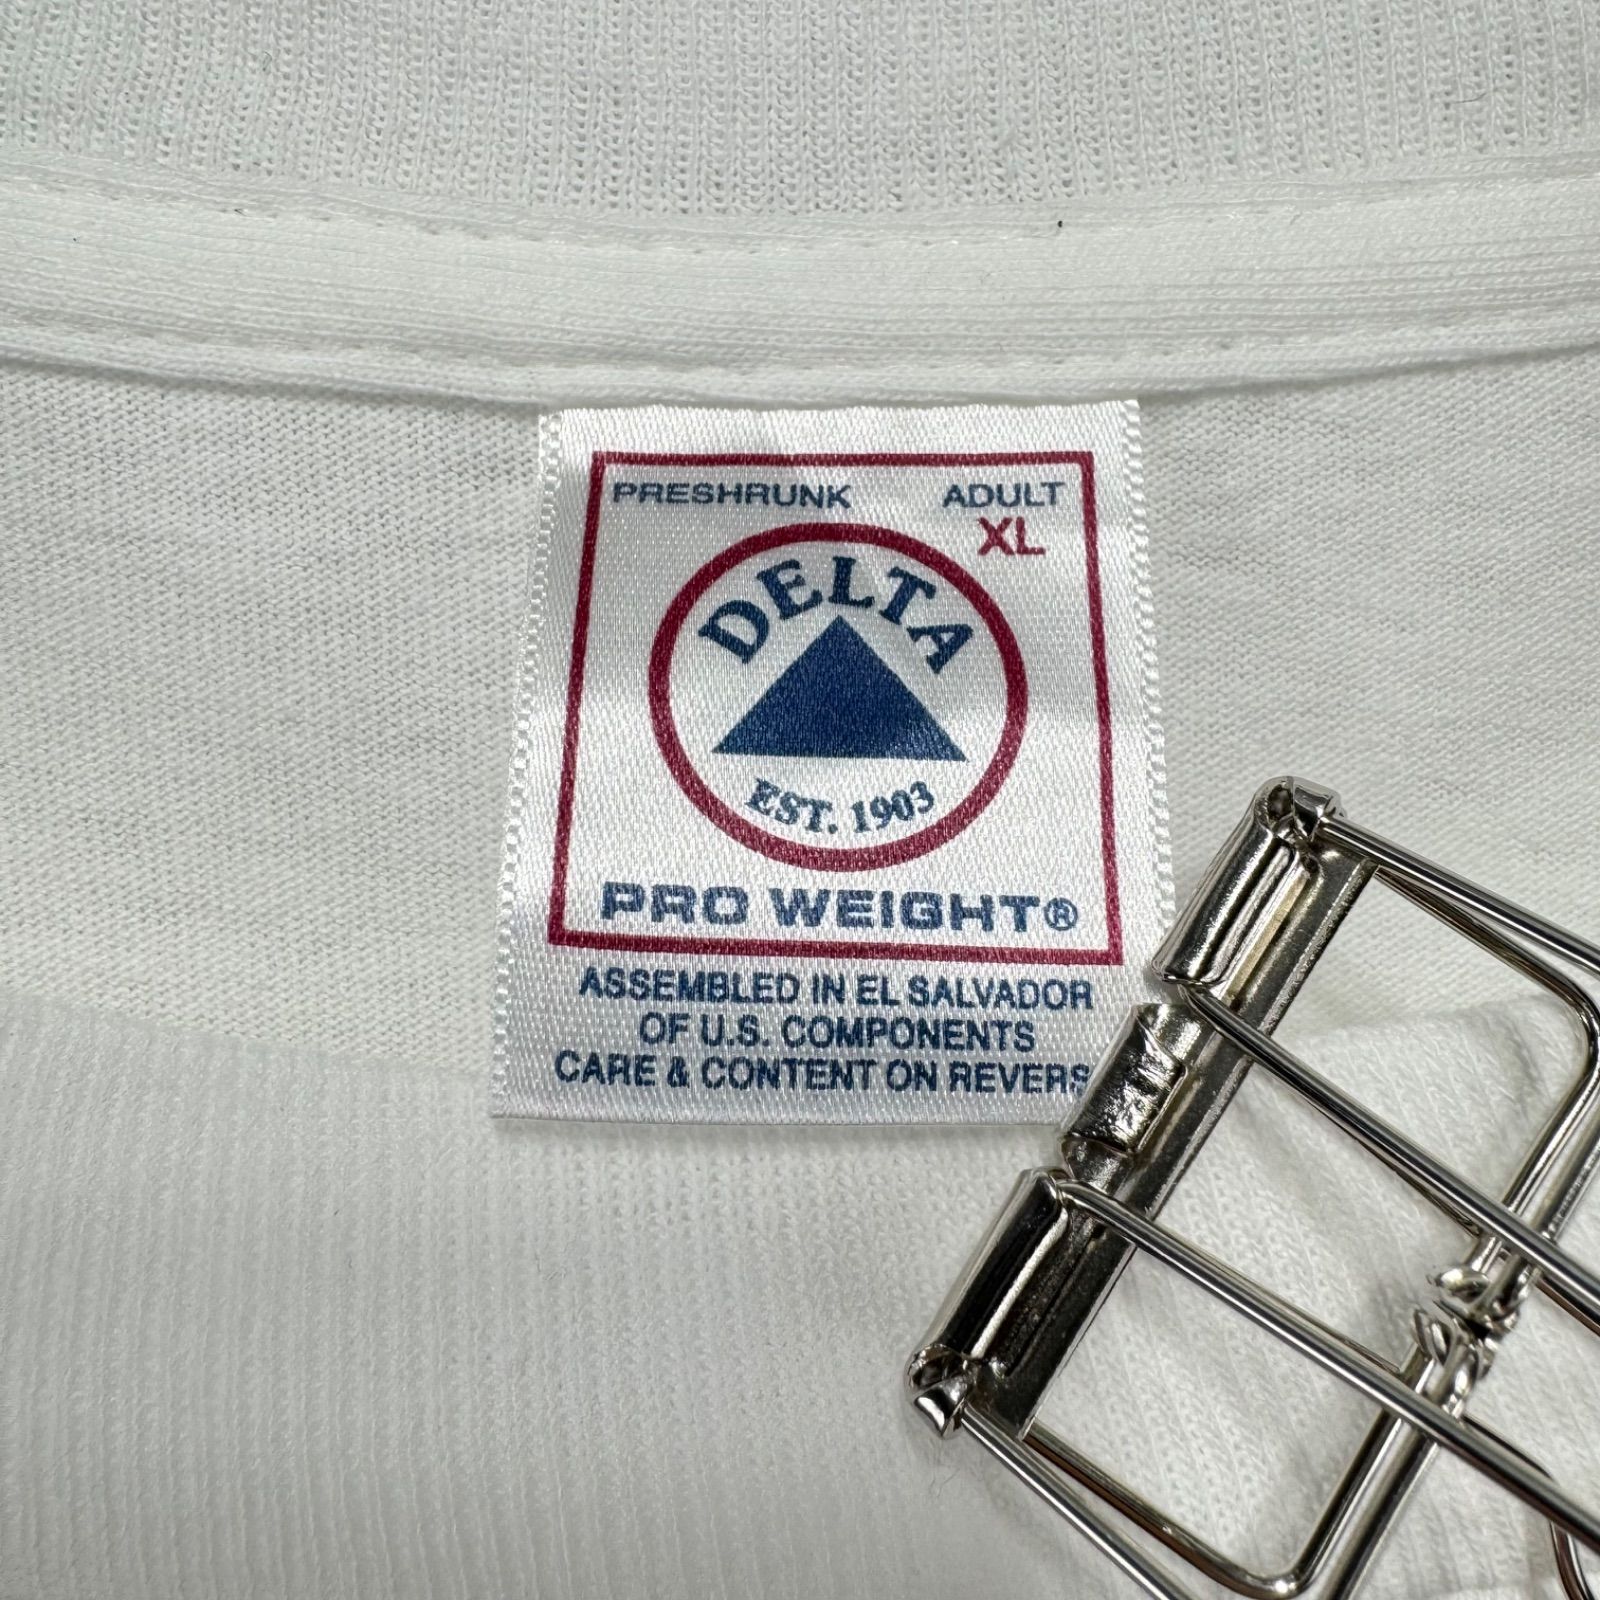 PRESHRUNK ADULT
XL
DELTA
EST. 1903
PRO WEIGHT®
ASSEMBLED IN EL SALVADOR
OF U.S. COMPONENTS
CARE & CONTENT ON REVERS